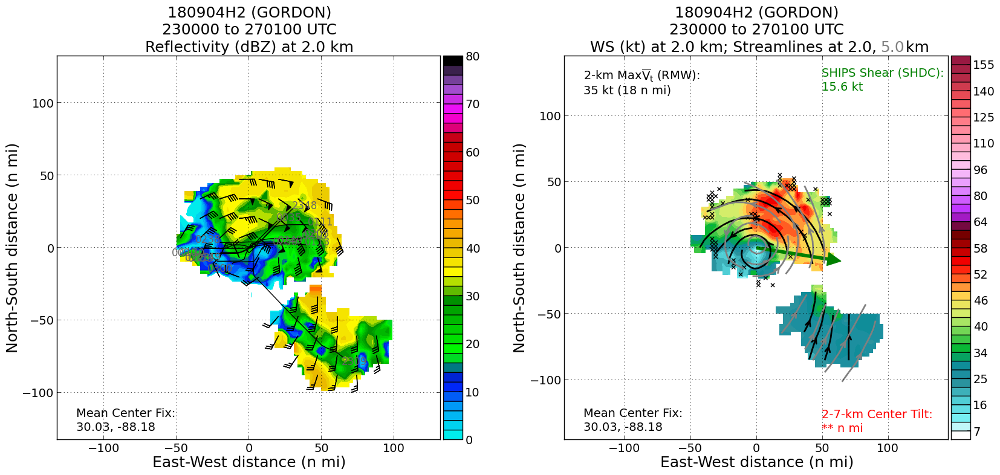 180904H2 (GORDON)
230000 to 270100 UTC
Reflectivity (dBZ) at 2.0 km
North-South distance (n mi)
100
50
0
−50
−100
2348
0111
0238
0300
2309
Mean Center Fix:
30.03, -88.18
−100
−50
0
50
100
East-West distance (n mi)
80
70
60
50
40
30
20
10
0
180904H2 (GORDON)
230000 to 270100 UTC
WS (kt) at 2.0 km; Streamlines at 2.0, 5.0 km
North-South distance (n mi)
100
50
0
−50
−100
2-km MaxV̅t (RMW):
35 kt (18 n mi)
SHIPS Shear (SHDC):
15.6 kt
Mean Center Fix:
30.03, -88.18
2-7-km Center Tilt:
** n mi
−100
−50
0
50
100
East-West distance (n mi)
155
140
125
110
96
80
64
58
52
46
40
34
25
16
7